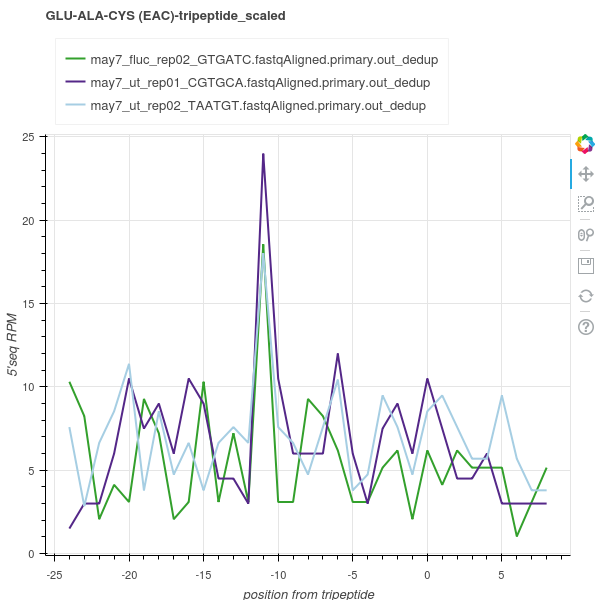 GLU-ALA-CYS (EAC)-tripeptide_scaled
may7_fluc_rep02_GTGATC.fastqAligned.primary.out_dedup
may7_ut_rep01_CGTGCA.fastqAligned.primary.out_dedup
may7_ut_rep02_TAATGT.fastqAligned.primary.out_dedup
25
20
15
10
5
0
5'seq RPM
-25 -20 -15 -10 -5 0 5
position from tripeptide